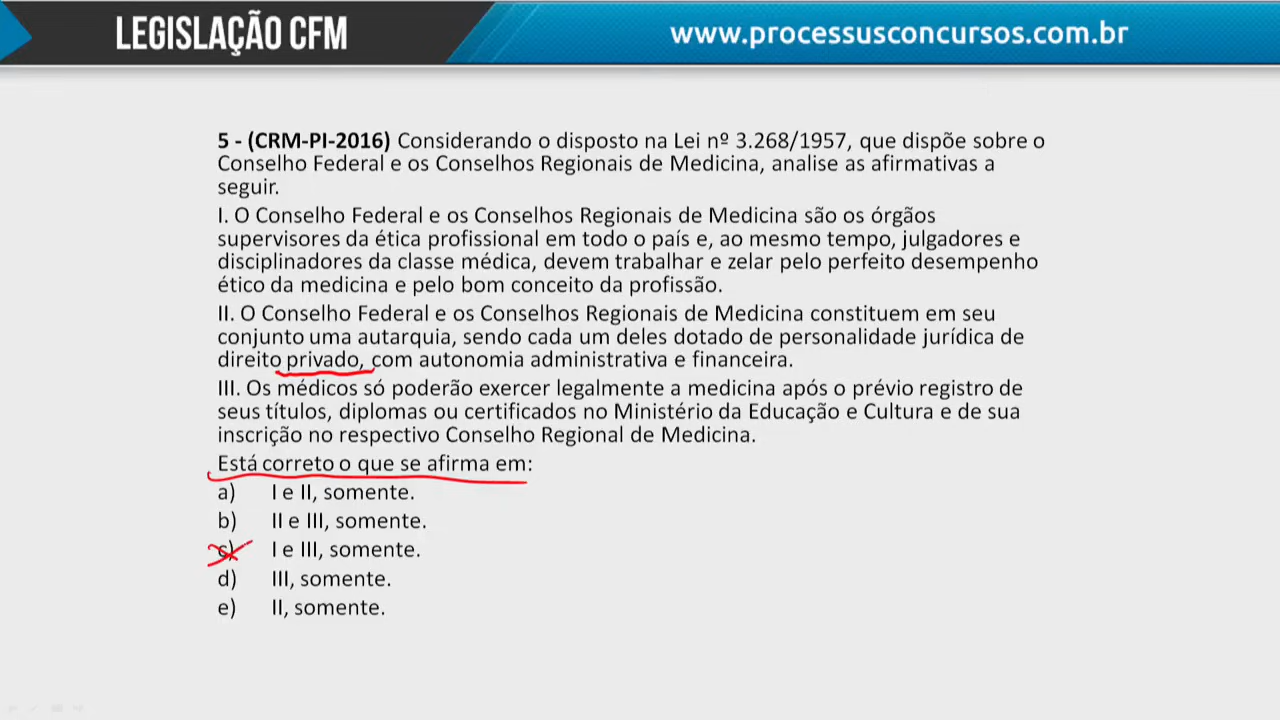 LEGISLAÇÃO CFM
www.processusconcursos.com.br
5 - (CRM-PI-2016) Considerando o disposto na Lei nº 3.268/1957, que dispõe sobre o
Conselho Federal e os Conselhos Regionais de Medicina, analise as afirmativas a
seguir.
I. O Conselho Federal e os Conselhos Regionais de Medicina são os órgãos
supervisores da ética profissional em todo o país e, ao mesmo tempo, julgadores e
disciplinadores da classe médica, devem trabalhar e zelar pelo perfeito desempenho
ético da medicina e pelo bom conceito da profissão.
II. O Conselho Federal e os Conselhos Regionais de Medicina constituem em seu
conjunto uma autarquia, sendo cada um deles dotado de personalidade jurídica de
direito privado, com autonomia administrativa e financeira.
III. Os médicos só poderão exercer legalmente a medicina após o prévio registro de
seus títulos, diplomas ou certificados no Ministério da Educação e Cultura e de sua
inscrição no respectivo Conselho Regional de Medicina.
Está correto o que se afirma em:
a) I e II, somente.
b) II e III, somente.
c) I e III, somente.
d) III, somente.
e) II, somente.